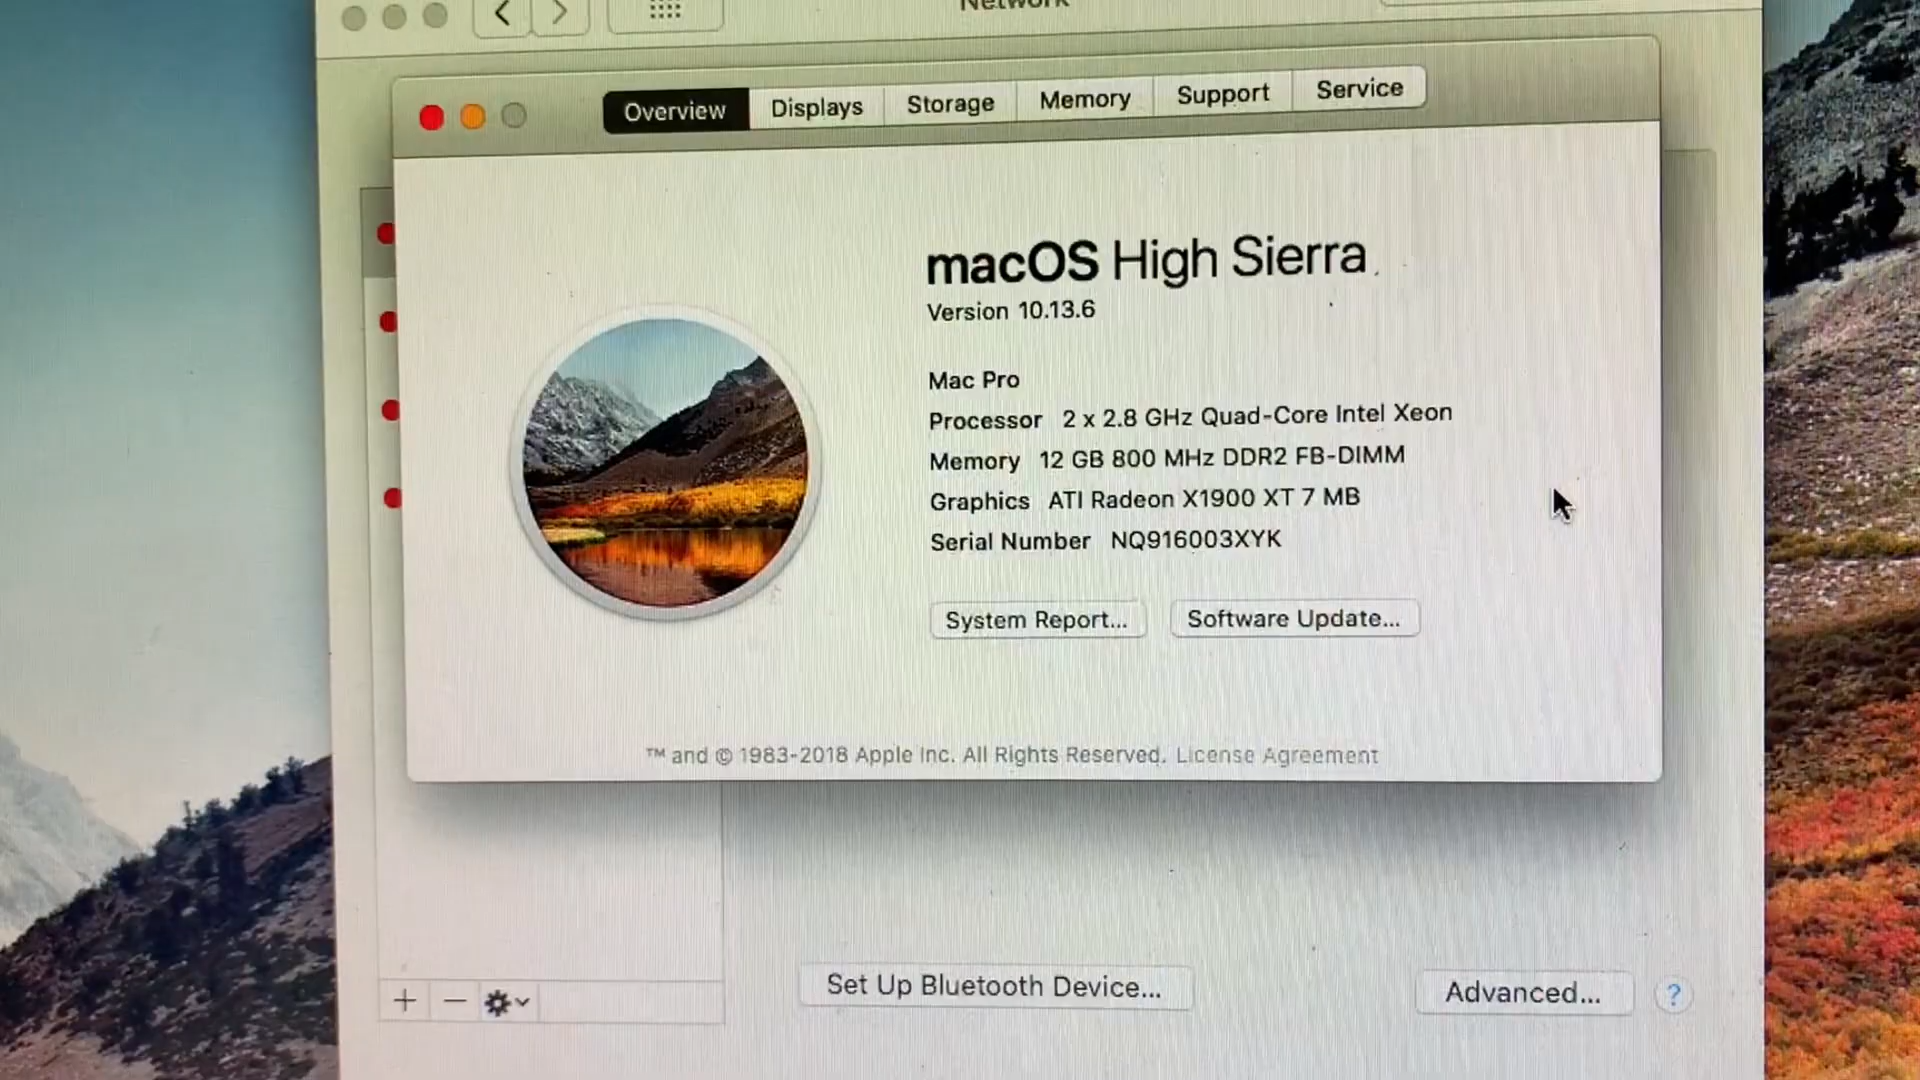 Network
Overview Displays Storage Memory Support Service
macOS High Sierra
Version 10.13.6
Mac Pro
Processor 2 x 2.8 GHz Quad-Core Intel Xeon
Memory 12 GB 800 MHz DDR2 FB-DIMM
Graphics ATI Radeon X1900 XT 7 MB
Serial Number NQ916003XYK
System Report... Software Update...
™ and © 1983-2018 Apple Inc. All Rights Reserved. License Agreement
Set Up Bluetooth Device...
Advanced... ?